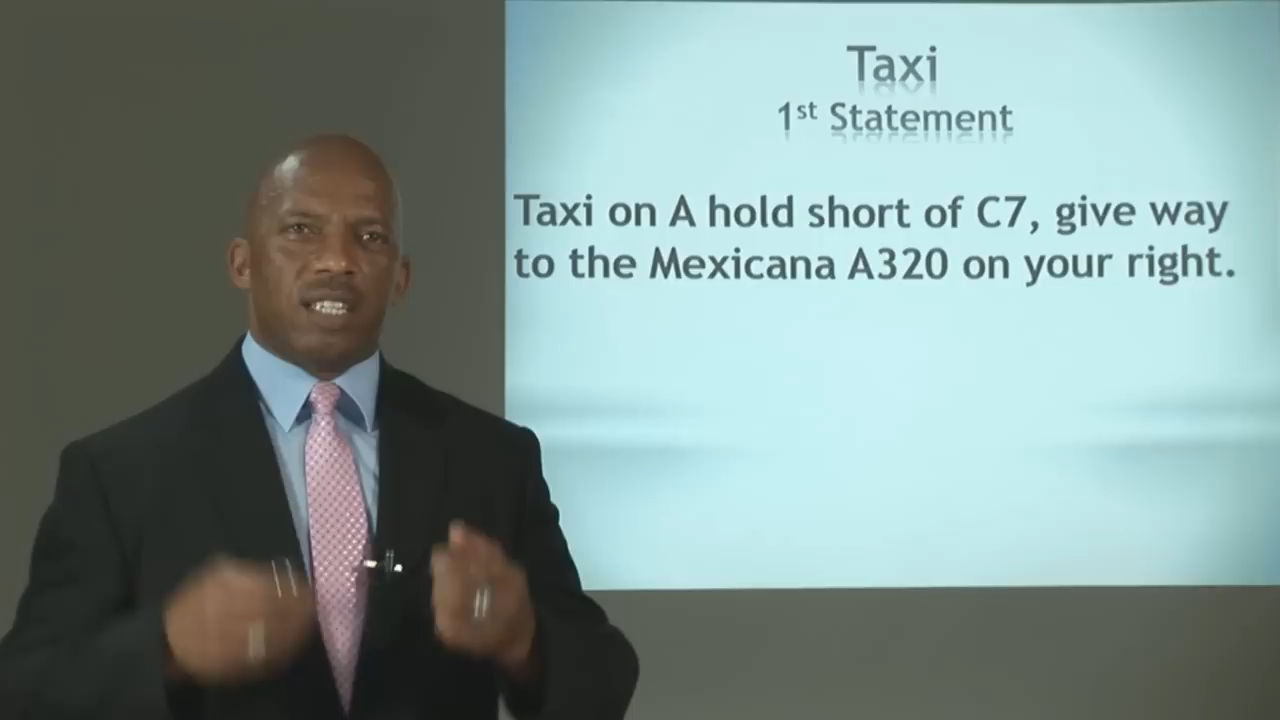 Taxi
1st Statement
Taxi on A hold short of C7, give way
to the Mexicana A320 on your right.